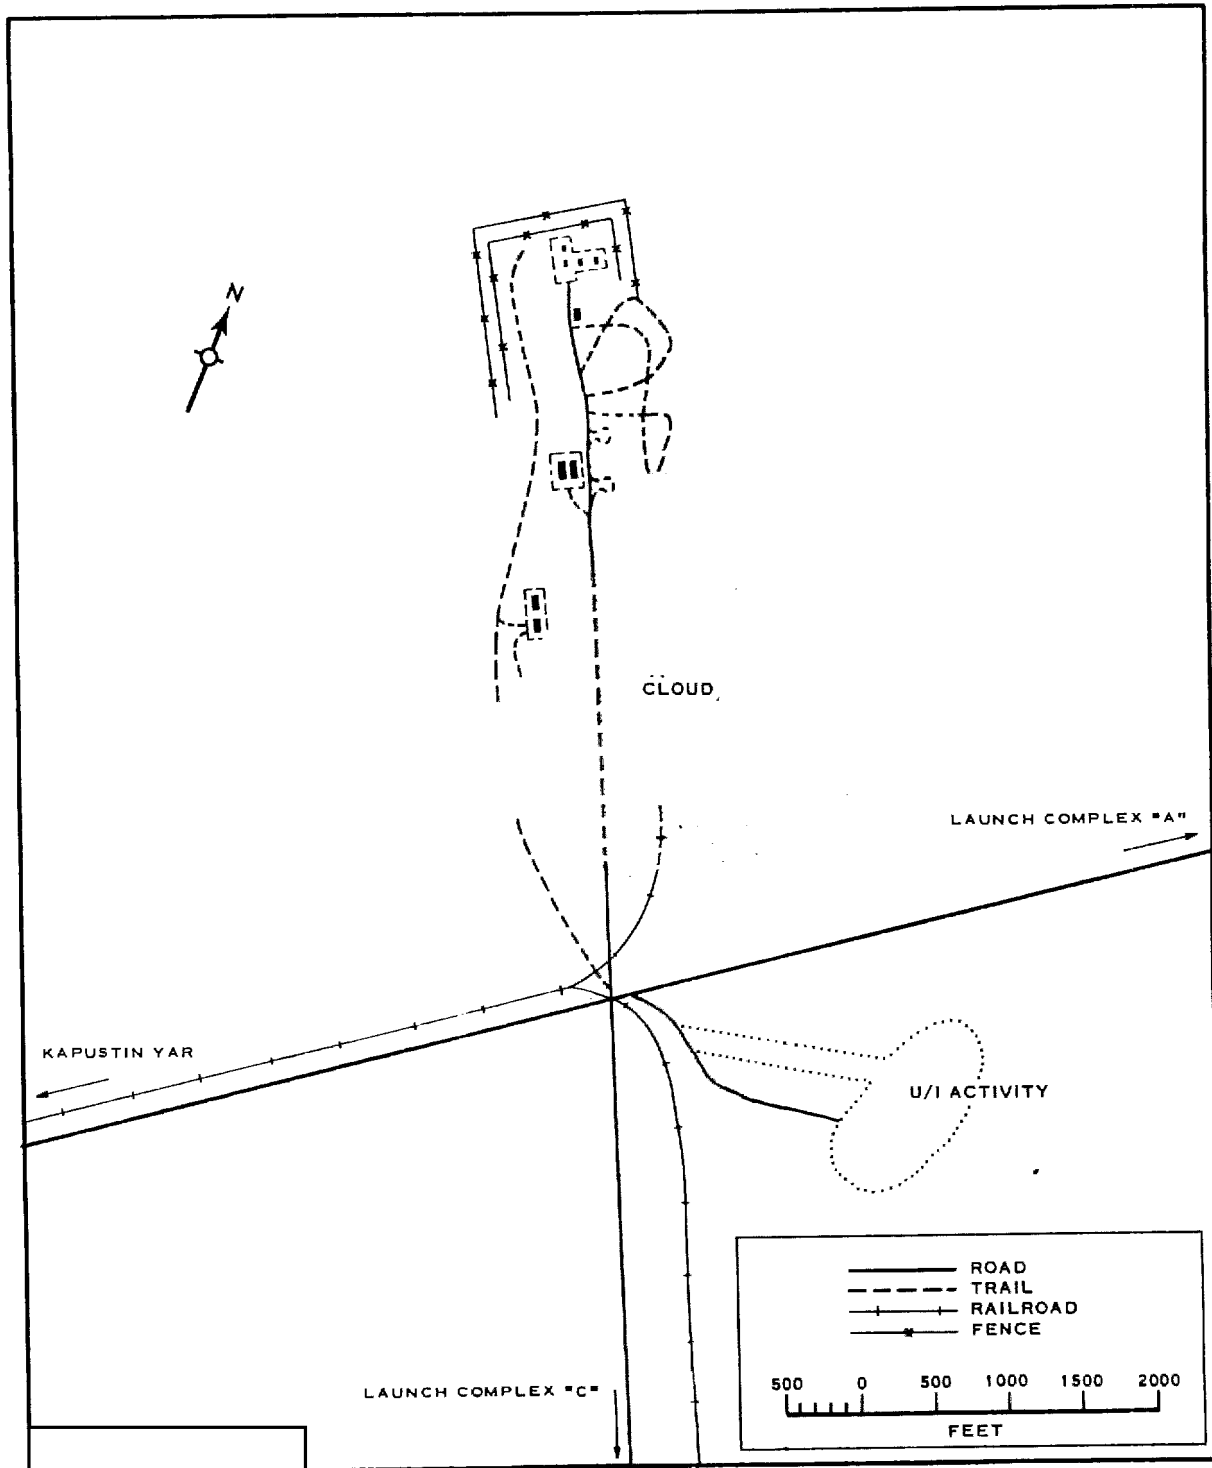 N
CLOUD
LAUNCH COMPLEX "A"
KAPUSTIN YAR
U/I ACTIVITY
ROAD
TRAIL
RAILROAD
FENCE
500 0 500 1000 1500 2000
FEET
LAUNCH COMPLEX "C"